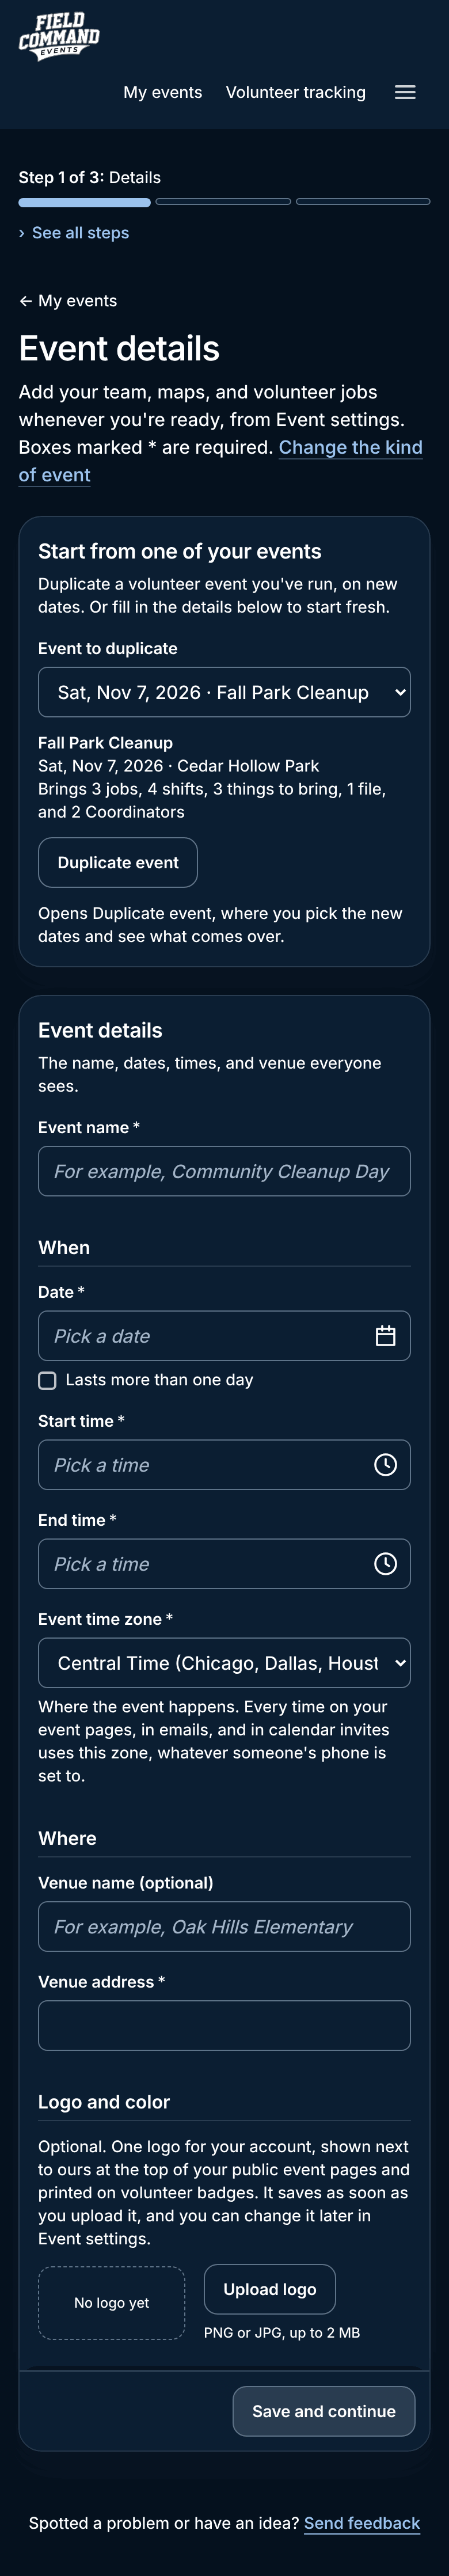 FIELD
COMMAND
EVENTS
My events Volunteer tracking
Step 1 of 3: Details
› See all steps
← My events
Event details
Add your team, maps, and volunteer jobs
whenever you're ready, from Event settings.
Boxes marked * are required. Change the kind
of event
Start from one of your events
Duplicate a volunteer event you've run, on new
dates. Or fill in the details below to start fresh.
Event to duplicate
Sat, Nov 7, 2026 · Fall Park Cleanup
Fall Park Cleanup
Sat, Nov 7, 2026 · Cedar Hollow Park
Brings 3 jobs, 4 shifts, 3 things to bring, 1 file,
and 2 Coordinators
Duplicate event
Opens Duplicate event, where you pick the new
dates and see what comes over.
Event details
The name, dates, times, and venue everyone
sees.
Event name *
For example, Community Cleanup Day
When
Date *
Pick a date
Lasts more than one day
Start time *
Pick a time
End time *
Pick a time
Event time zone *
Central Time (Chicago, Dallas, Houst
Where the event happens. Every time on your
event pages, in emails, and in calendar invites
uses this zone, whatever someone's phone is
set to.
Where
Venue name (optional)
For example, Oak Hills Elementary
Venue address *
Logo and color
Optional. One logo for your account, shown next
to ours at the top of your public event pages and
printed on volunteer badges. It saves as soon as
you upload it, and you can change it later in
Event settings.
No logo yet
Upload logo
PNG or JPG, up to 2 MB
Save and continue
Spotted a problem or have an idea? Send feedback